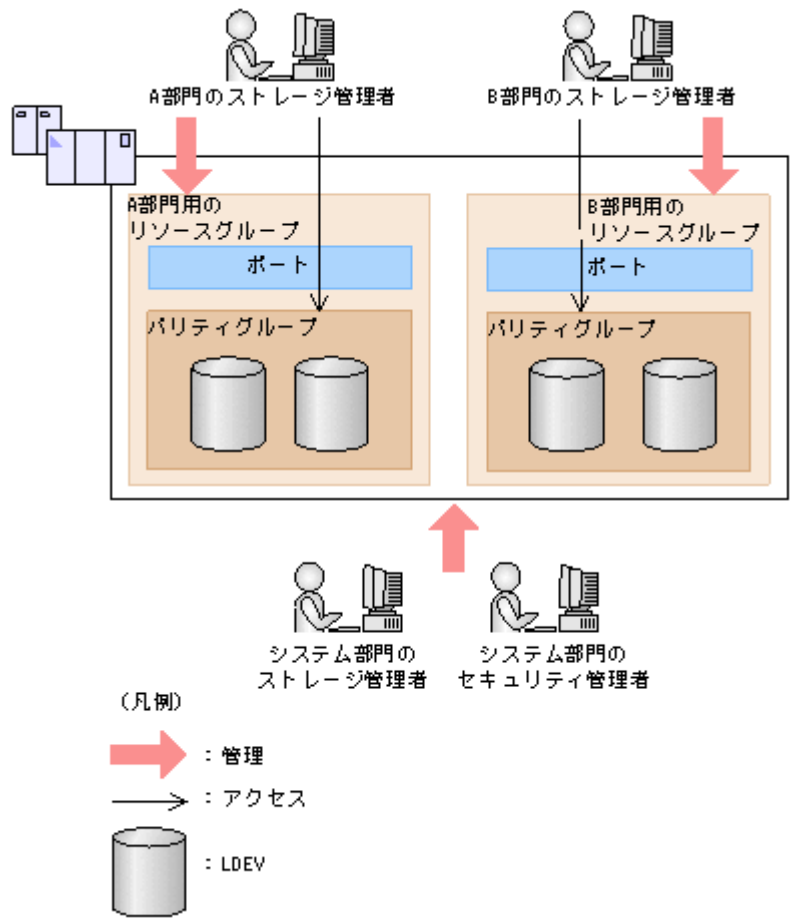 A部門のストレージ管理者
B部門のストレージ管理者
A部門用の
リソースグループ
ポート
パリティグループ
B部門用の
リソースグループ
ポート
パリティグループ
システム部門の
ストレージ管理者
システム部門の
セキュリティ管理者
(凡例)
:管理
:アクセス
:LDEV